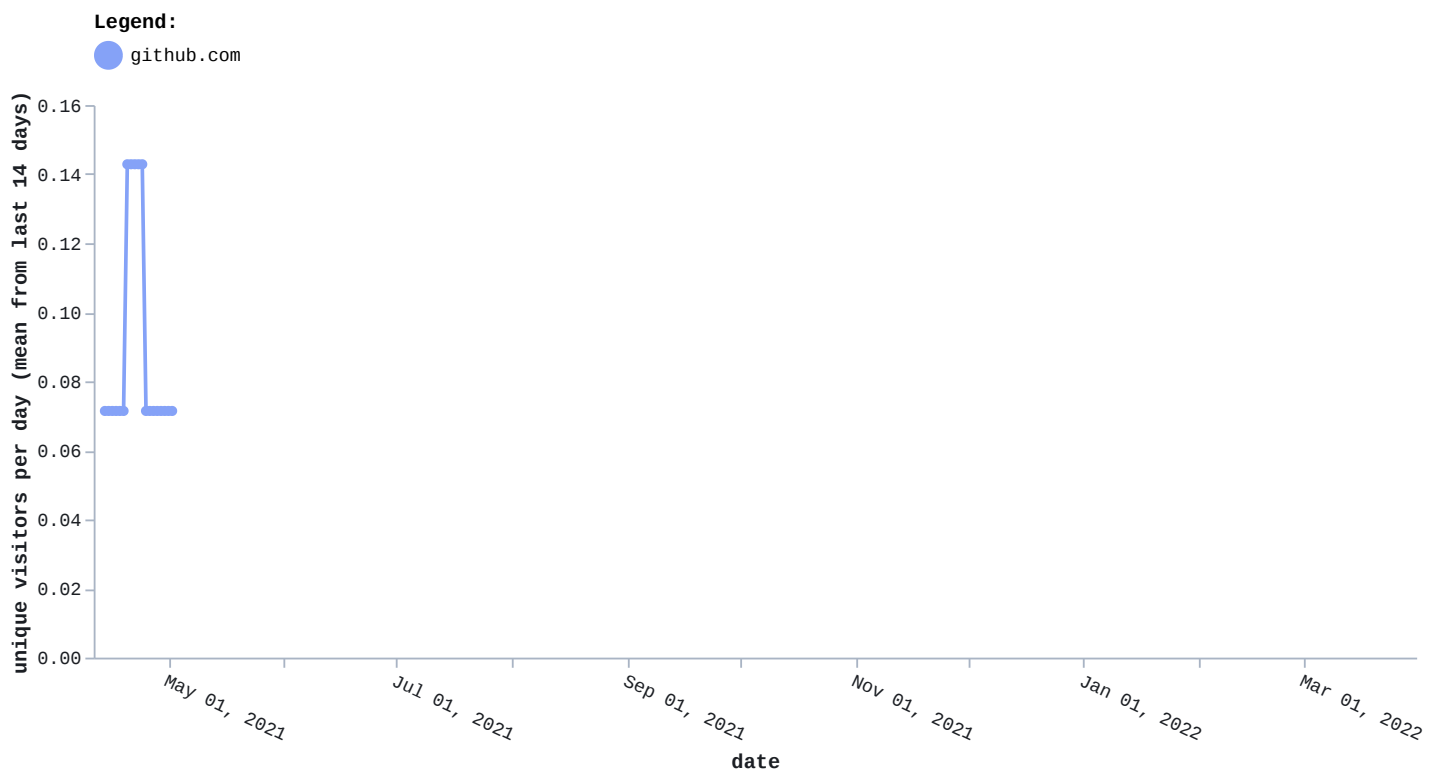 Legend:
github.com
unique visitors per day (mean from last 14 days)
0.16
0.14
0.12
0.10
0.08
0.06
0.04
0.02
0.00
May 01, 2021
Jul 01, 2021
Sep 01, 2021
Nov 01, 2021
Jan 01, 2022
Mar 01, 2022
date